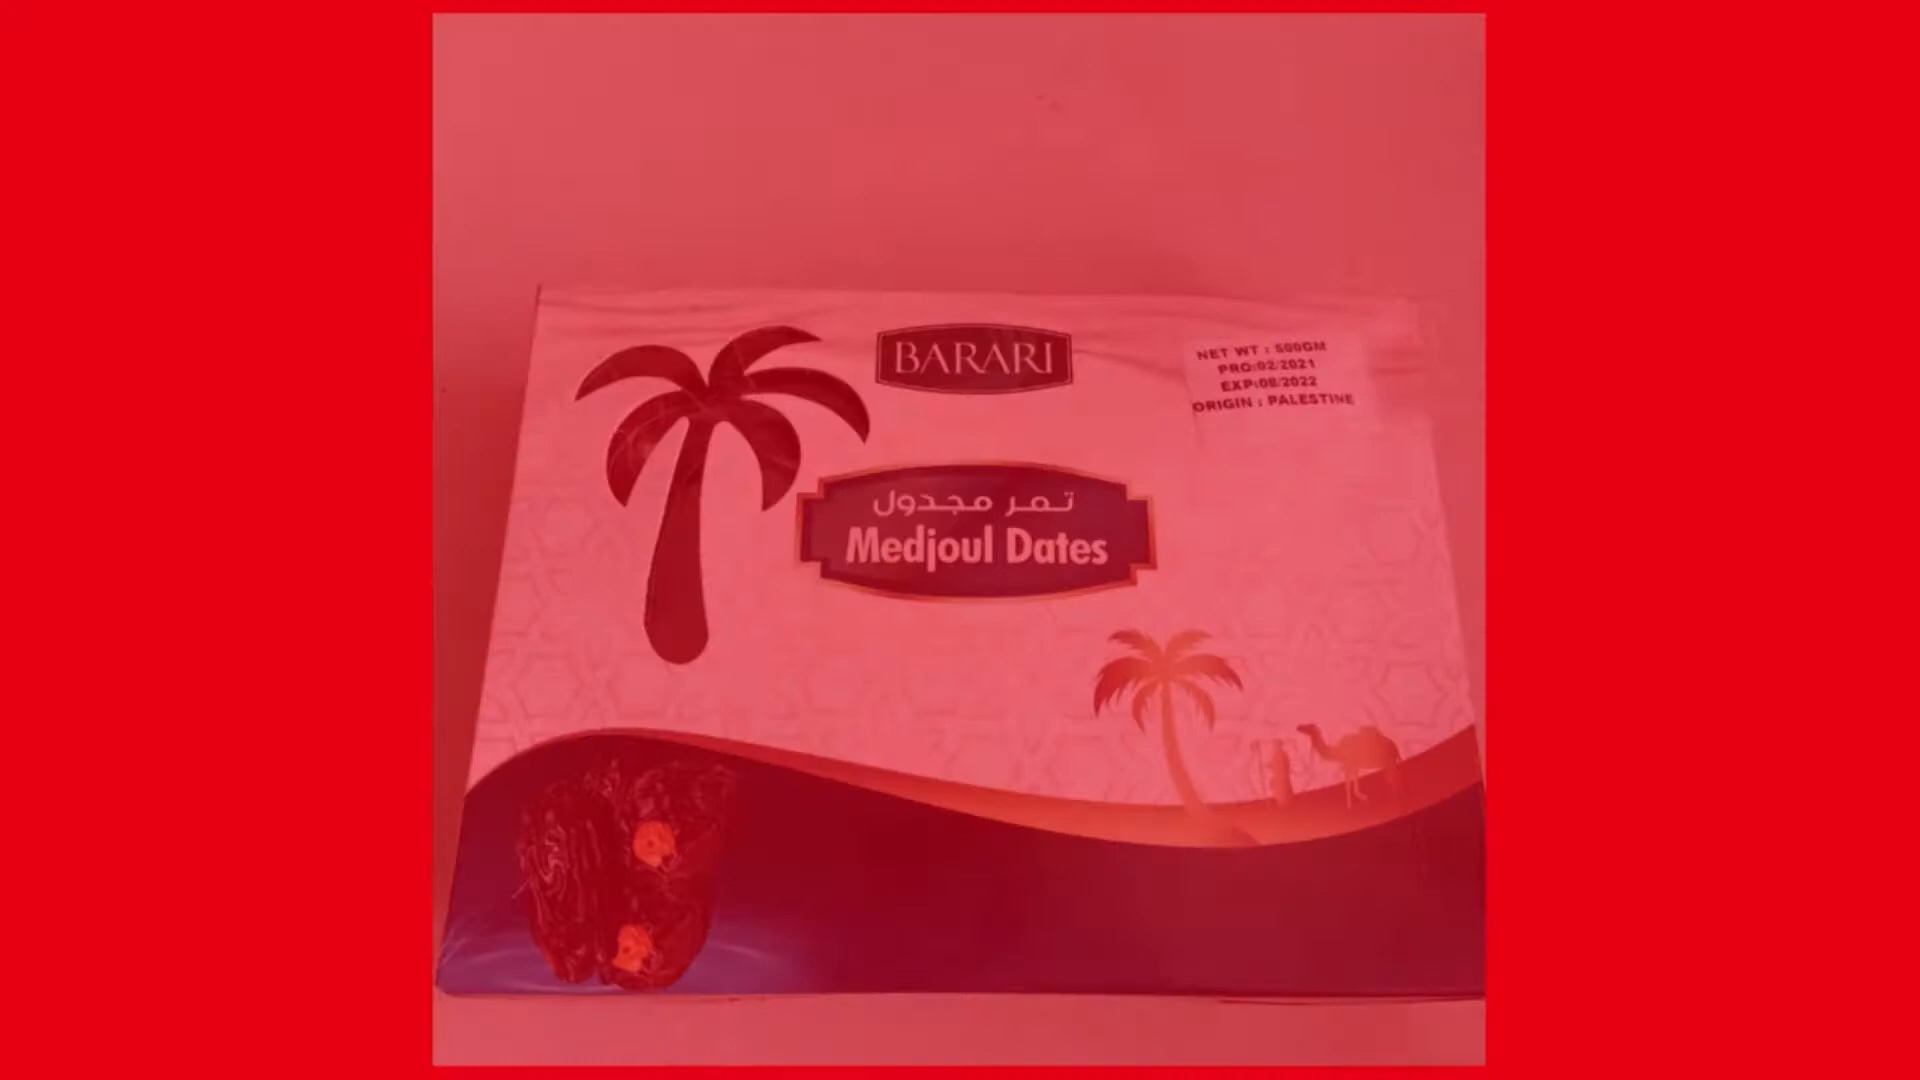 BARARI
NET WT : 500GM
PRO:02/2021
EXP:08/2022
ORIGIN : PALESTINE
تمر مجدول
Medjoul Dates